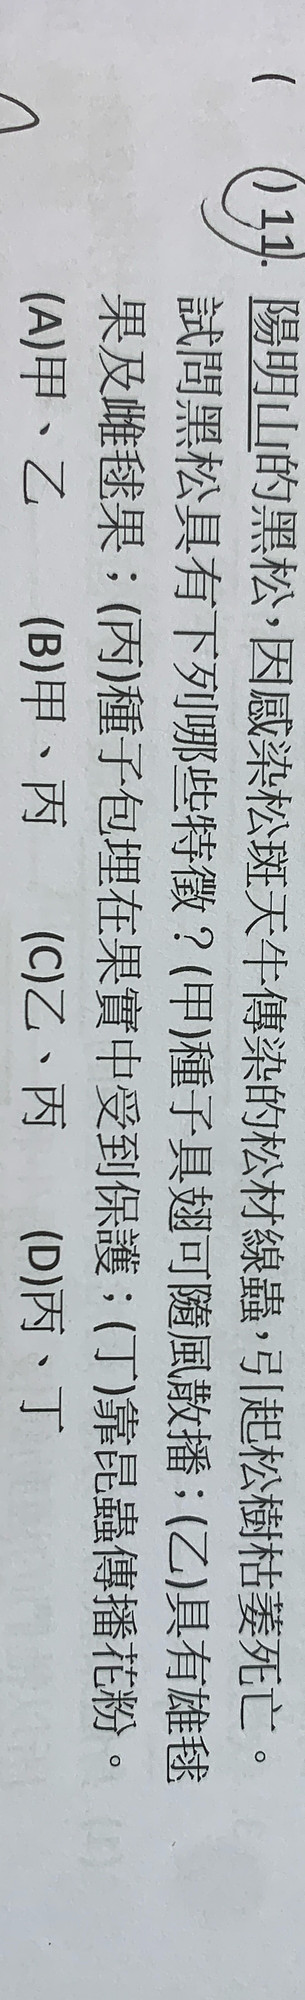 (　　) 11. 陽明山的黑松，因感染松斑天牛傳染的松材線蟲，引起松樹枯萎死亡。
試問黑松具有下列哪些特徵？(甲)種子具翅可隨風散播；(乙)具有雄毬
果及雌毬果；(丙)種子包埋在果實中受到保護；(丁)靠昆蟲傳播花粉。
(A)甲、乙　(B)甲、丙　(C)乙、丙　(D)丙、丁